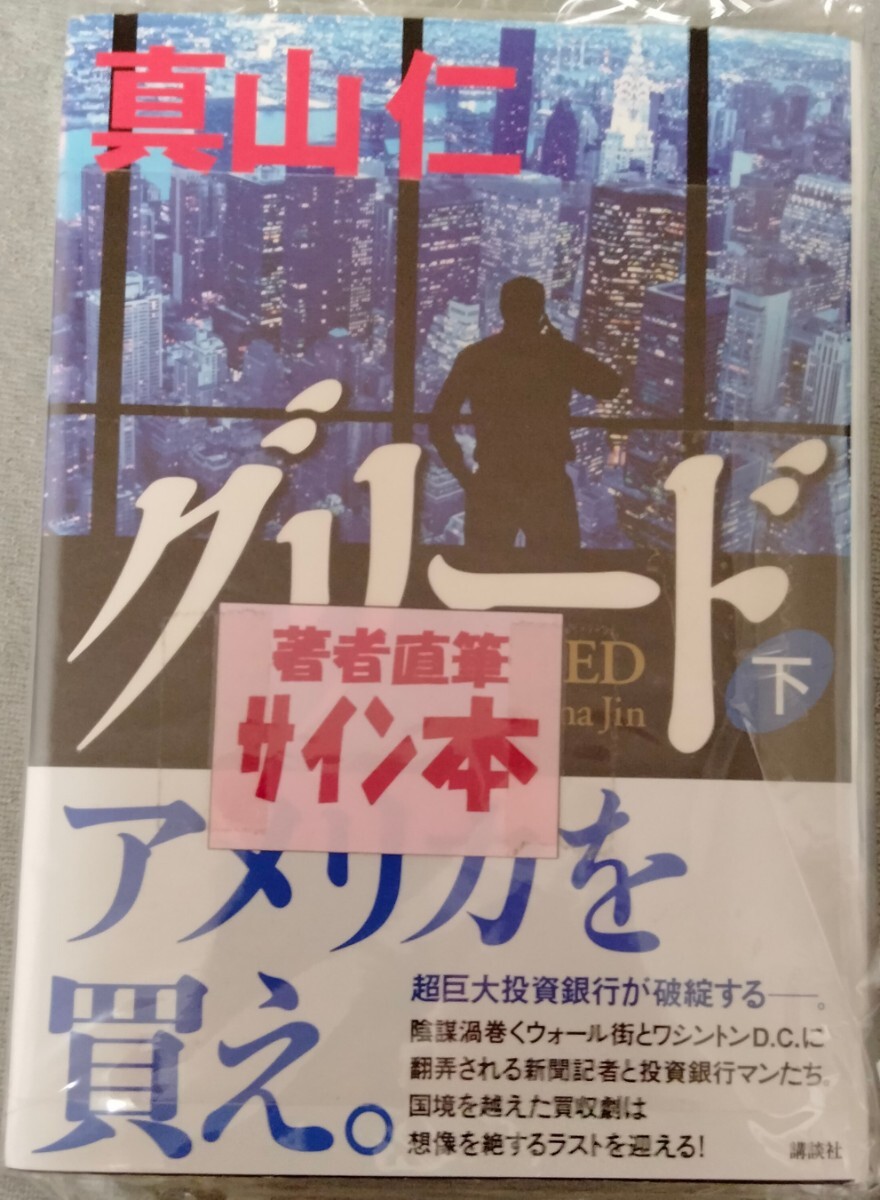 真山仁
グリード
ED
下
na Jin
著者直筆
サイン本
アメリカを
買え。
超巨大投資銀行が破綻する──。
陰謀渦巻くウォール街とワシントンD.C.に
翻弄される新聞記者と投資銀行マンたち。
国境を越えた買収劇は
想像を絶するラストを迎える!
講談社